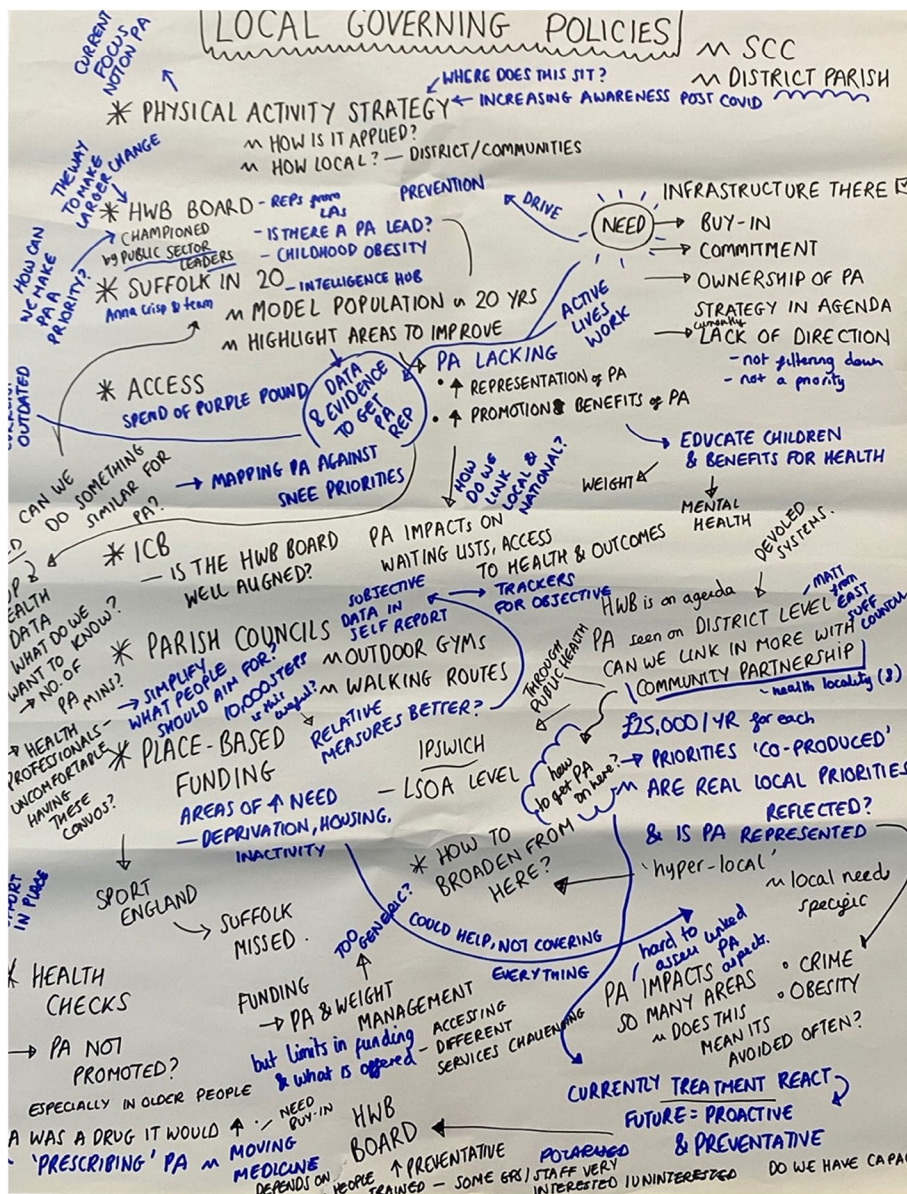 LOCAL GOVERNING POLICIES
SCC
DISTRICT PARISH
CURRENT
FOCUS
NOT ON PA
* PHYSICAL ACTIVITY STRATEGY
WHERE DOES THIS SIT?
INCREASING AWARENESS POST COVID
HOW IS IT APPLIED?
HOW LOCAL? — DISTRICT/COMMUNITIES
THE WAY
TO MAKE
LARGER CHANGE
* HWB BOARD
CHAMPIONED
by PUBLIC SECTOR
LEADERS
- REPS from
LAs
- IS THERE A PA LEAD?
- CHILDHOOD OBESITY
HOW CAN
WE MAKE
PA A
PRIORITY?
PREVENTION
DRIVE
NEED
INFRASTRUCTURE THERE
→ BUY-IN
→ COMMITMENT
→ OWNERSHIP OF PA
STRATEGY IN AGENDA
currently
→ LACK OF DIRECTION
- not filtering down
- not a priority
* SUFFOLK IN 20
Anna Crisp & team
- INTELLIGENCE HUB
MODEL POPULATION in 20 YRS
HIGHLIGHT AREAS TO IMPROVE
ACTIVE
LIVES
WORK
* ACCESS
SPEND OF PURPLE POUND
OUTDATED
DATA
& EVIDENCE
TO GET
PA
REP
PA LACKING
• ↑ REPRESENTATION of PA
• ↑ PROMOTION & BENEFITS of PA
EDUCATE CHILDREN
& BENEFITS FOR HEALTH
WEIGHT
MENTAL
HEALTH
CAN WE
DO SOMETHING
SIMILAR FOR
PA?
→ MAPPING PA AGAINST
SNEE PRIORITIES
HOW
DO WE
LINK
LOCAL &
NATIONAL?
* ICB
— IS THE HWB BOARD
WELL ALIGNED?
PA IMPACTS ON
WAITING LISTS, ACCESS
TO HEALTH & OUTCOMES
DEVOLED
SYSTEMS.
DATA
WHAT DO WE
WANT TO KNOW?
→ NO. OF
PA MINS?
* PARISH COUNCILS
OUTDOOR GYMS
WALKING ROUTES
SUBJECTIVE
DATA IN
SELF REPORT
→ TRACKERS
FOR OBJECTIVE
HWB is on agenda
PA seen on DISTRICT LEVEL
MATT
from
EAST
SUFF
COUNCIL
CAN WE LINK IN MORE WITH
COMMUNITY PARTNERSHIP
- health locality (8)
THROUGH
PUBLIC HEALTH
→ SIMPLIFY
WHAT PEOPLE
SHOULD AIM FOR?
10,000 STEPS
is this
useful?
RELATIVE
MEASURES BETTER?
→ HEALTH
PROFESSIONALS
UNCOMFORTABLE
HAVING
THESE
CONVOS?
* PLACE-BASED
FUNDING
AREAS OF ↑ NEED
— DEPRIVATION, HOUSING,
INACTIVITY
IPSWICH
— LSOA LEVEL
how
to get PA
on here?
£25,000/YR for each
→ PRIORITIES 'CO-PRODUCED'
ARE REAL LOCAL PRIORITIES
REFLECTED?
& IS PA REPRESENTED
'hyper-local'
local needs
specific
* HOW TO
BROADEN FROM
HERE?
IN PLACE
SPORT
ENGLAND
SUFFOLK
MISSED.
COULD HELP, NOT COVERING
EVERYTHING
hard to
assess linked
PA
aspects.
PA IMPACTS
SO MANY AREAS
DOES THIS
MEAN ITS
AVOIDED OFTEN?
• CRIME
• OBESITY
* HEALTH
CHECKS
→ PA NOT
PROMOTED?
ESPECIALLY IN OLDER PEOPLE
TOO
GENERIC?
FUNDING
→ PA & WEIGHT
MANAGEMENT
but limits in funding
& what is offered
— ACCESSING
DIFFERENT
SERVICES CHALLENGING
CURRENTLY TREATMENT REACT
FUTURE = PROACTIVE
& PREVENTATIVE
A WAS A DRUG IT WOULD ↑
NEED
BUY-IN
'PRESCRIBING' PA
MOVING
MEDICINE
HWB
BOARD
↑ PREVENTATIVE
DEPENDS ON
PEOPLE
TRAINED — SOME GPS/STAFF VERY
POLARISED
INTERESTED/UNINTERESTED
DO WE HAVE